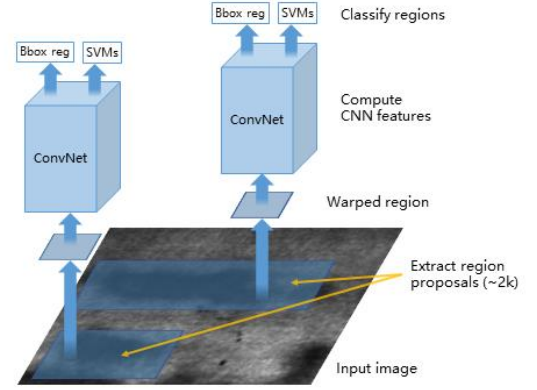 Bbox reg
SVMs
Classify regions
Bbox reg
SVMs
ConvNet
Compute
CNN features
ConvNet
Warped region
Extract region
proposals (~2k)
Input image